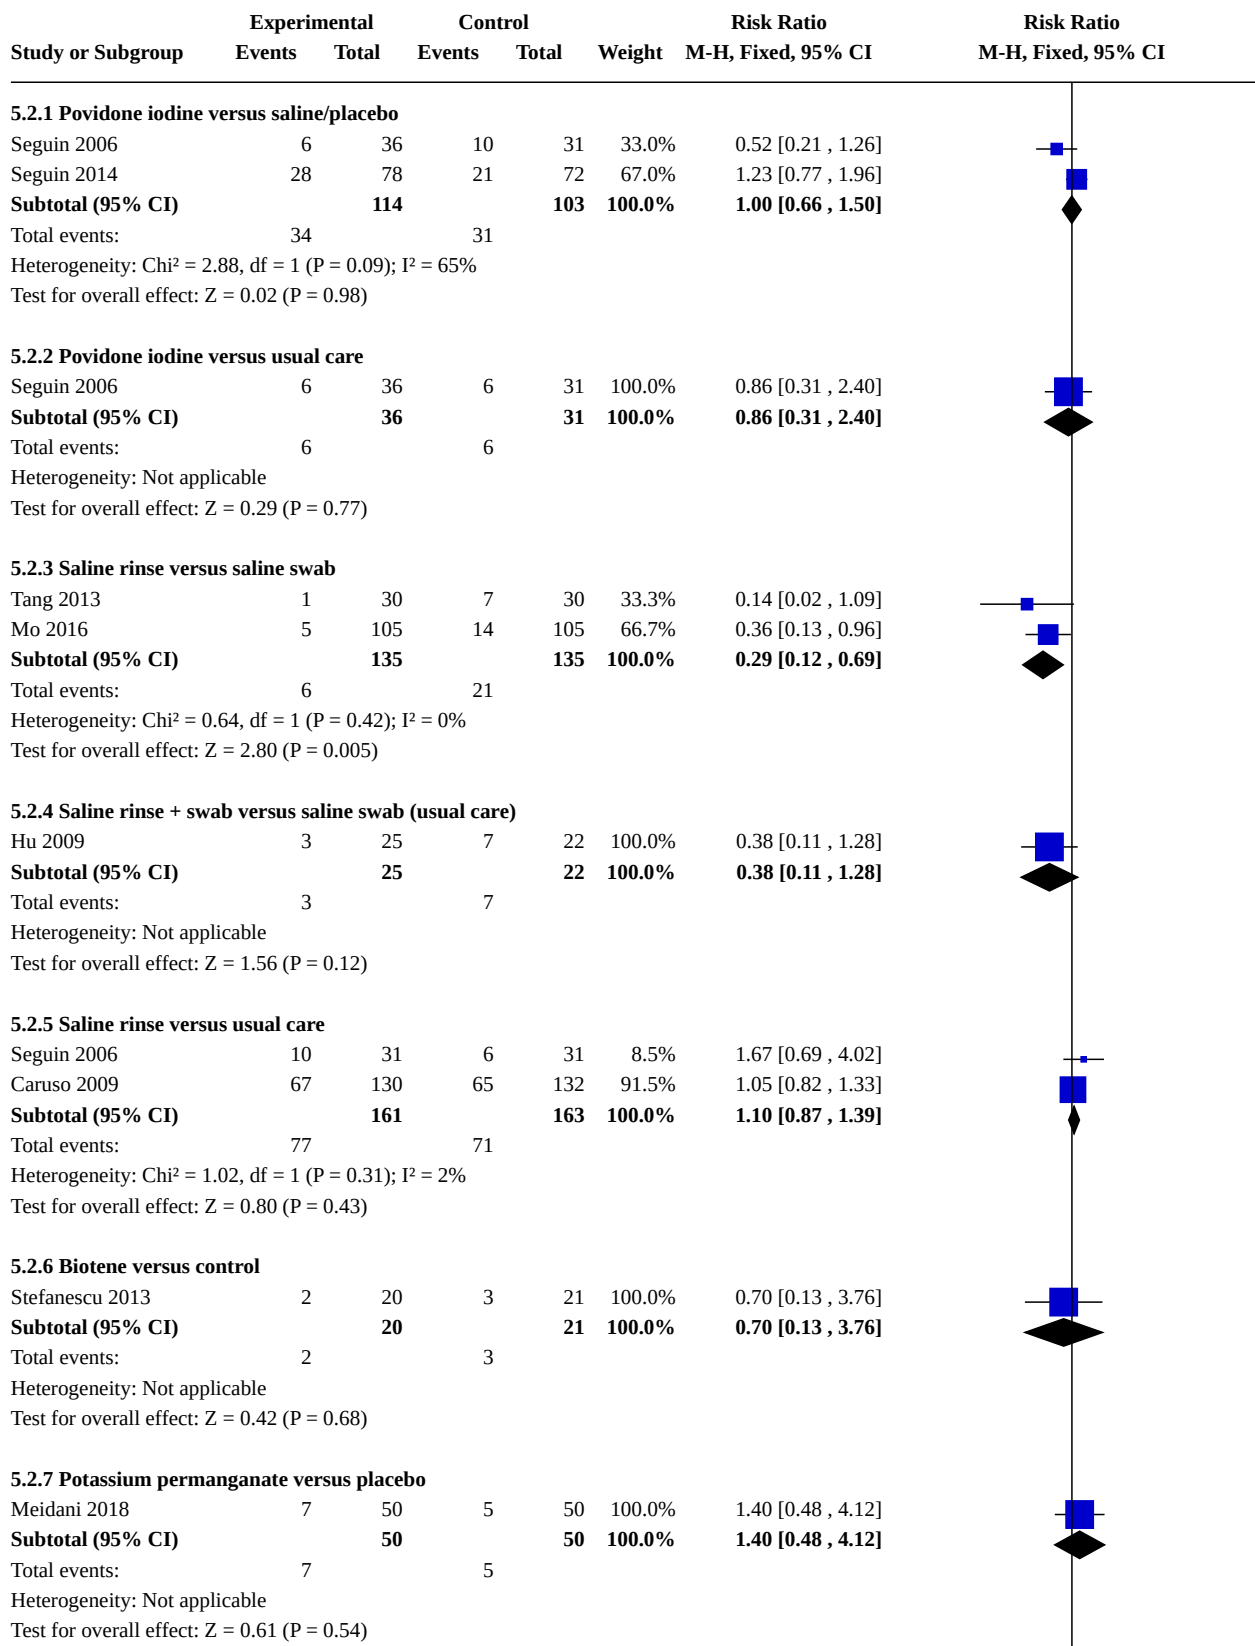 Experimental Control Risk Ratio Risk Ratio
Study or Subgroup Events Total Events Total Weight M-H, Fixed, 95% CI M-H, Fixed, 95% CI
5.2.1 Povidone iodine versus saline/placebo
Seguin 2006 6 36 10 31 33.0% 0.52 [0.21 , 1.26]
Seguin 2014 28 78 21 72 67.0% 1.23 [0.77 , 1.96]
Subtotal (95% CI) 114 103 100.0% 1.00 [0.66 , 1.50]
Total events: 34 31
Heterogeneity: Chi² = 2.88, df = 1 (P = 0.09); I² = 65%
Test for overall effect: Z = 0.02 (P = 0.98)
5.2.2 Povidone iodine versus usual care
Seguin 2006 6 36 6 31 100.0% 0.86 [0.31 , 2.40]
Subtotal (95% CI) 36 31 100.0% 0.86 [0.31 , 2.40]
Total events: 6 6
Heterogeneity: Not applicable
Test for overall effect: Z = 0.29 (P = 0.77)
5.2.3 Saline rinse versus saline swab
Tang 2013 1 30 7 30 33.3% 0.14 [0.02 , 1.09]
Mo 2016 5 105 14 105 66.7% 0.36 [0.13 , 0.96]
Subtotal (95% CI) 135 135 100.0% 0.29 [0.12 , 0.69]
Total events: 6 21
Heterogeneity: Chi² = 0.64, df = 1 (P = 0.42); I² = 0%
Test for overall effect: Z = 2.80 (P = 0.005)
5.2.4 Saline rinse + swab versus saline swab (usual care)
Hu 2009 3 25 7 22 100.0% 0.38 [0.11 , 1.28]
Subtotal (95% CI) 25 22 100.0% 0.38 [0.11 , 1.28]
Total events: 3 7
Heterogeneity: Not applicable
Test for overall effect: Z = 1.56 (P = 0.12)
5.2.5 Saline rinse versus usual care
Seguin 2006 10 31 6 31 8.5% 1.67 [0.69 , 4.02]
Caruso 2009 67 130 65 132 91.5% 1.05 [0.82 , 1.33]
Subtotal (95% CI) 161 163 100.0% 1.10 [0.87 , 1.39]
Total events: 77 71
Heterogeneity: Chi² = 1.02, df = 1 (P = 0.31); I² = 2%
Test for overall effect: Z = 0.80 (P = 0.43)
5.2.6 Biotene versus control
Stefanescu 2013 2 20 3 21 100.0% 0.70 [0.13 , 3.76]
Subtotal (95% CI) 20 21 100.0% 0.70 [0.13 , 3.76]
Total events: 2 3
Heterogeneity: Not applicable
Test for overall effect: Z = 0.42 (P = 0.68)
5.2.7 Potassium permanganate versus placebo
Meidani 2018 7 50 5 50 100.0% 1.40 [0.48 , 4.12]
Subtotal (95% CI) 50 50 100.0% 1.40 [0.48 , 4.12]
Total events: 7 5
Heterogeneity: Not applicable
Test for overall effect: Z = 0.61 (P = 0.54)